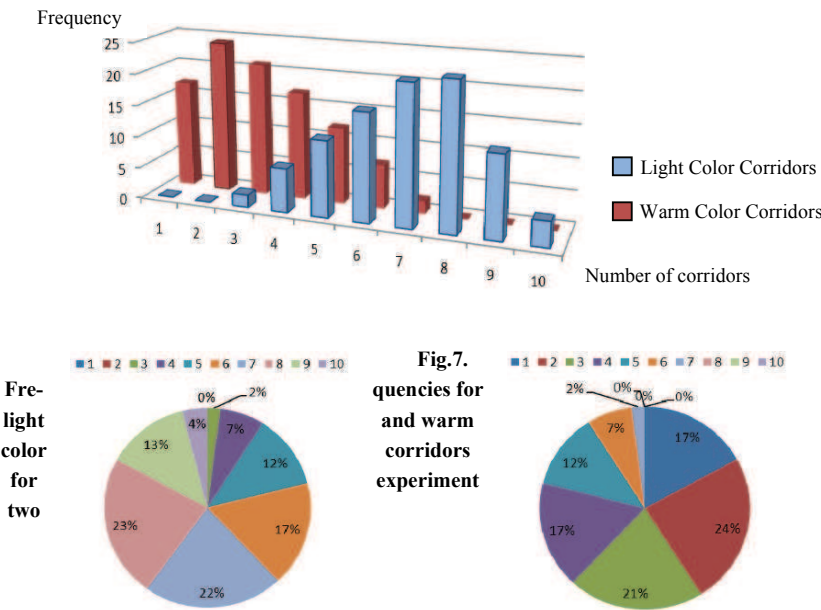 Frequency
25
20
15
10
5
0
1 2 3 4 5 6 7 8 9 10
Number of corridors
Light Color Corridors
Warm Color Corridors
1 2 3 4 5 6 7 8 9 10
0% 2%
4% 7%
13% 12%
23% 17%
22%
Fre-
light
color
for
two
Fig.7.
quencies for
and warm
corridors
experiment
1 2 3 4 5 6 7 8 9 10
2% 0% 0% 0%
7% 17%
12%
17% 24%
21%